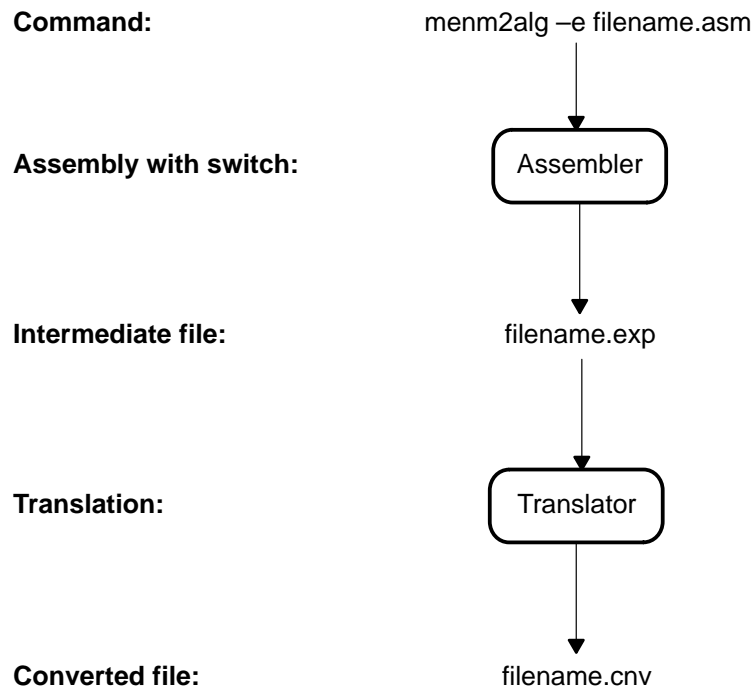 Command: menm2alg –e filename.asm
Assembly with switch: Assembler
Intermediate file: filename.exp
Translation: Translator
Converted file: filename.cnv